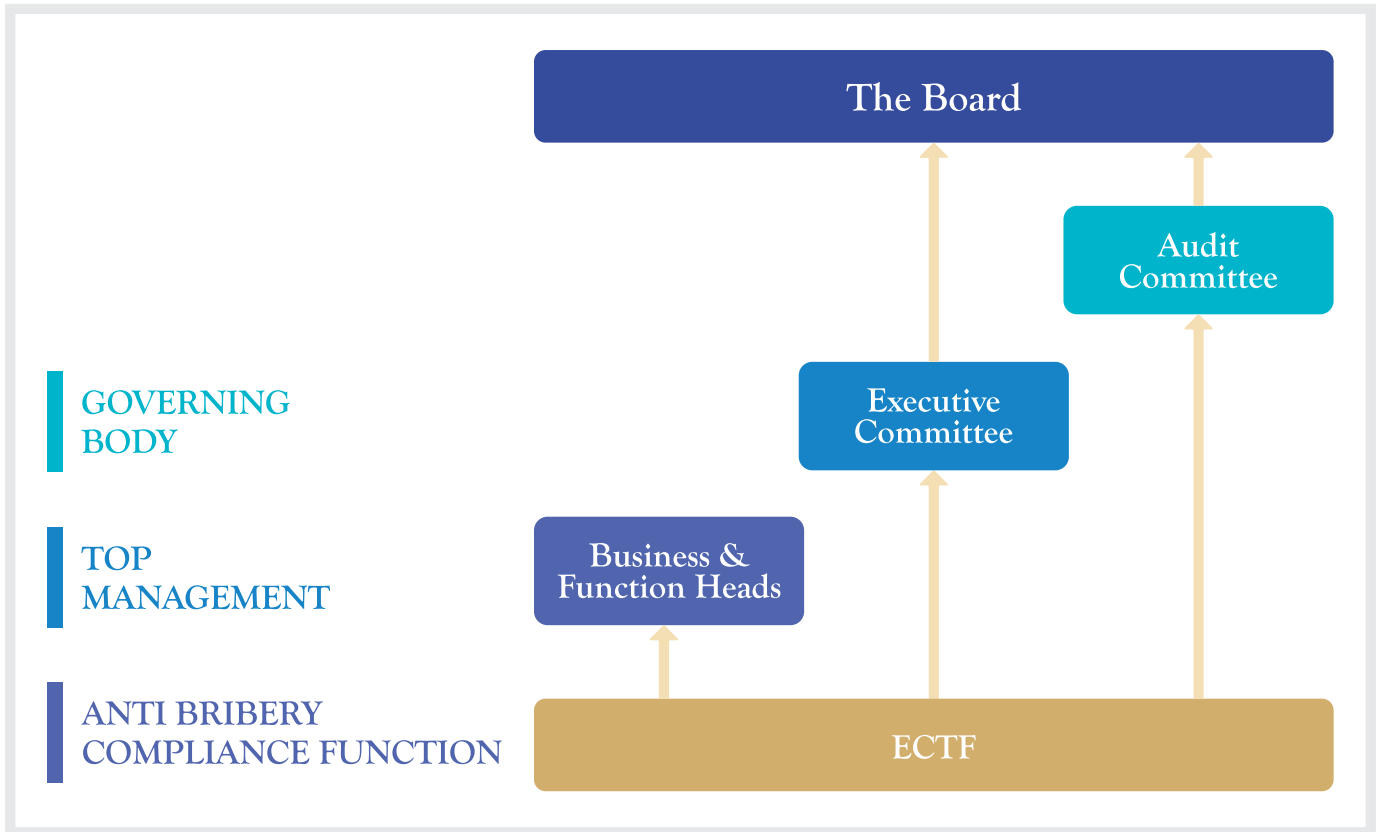 The Board
Audit
Committee
GOVERNING
BODY
Executive
Committee
TOP
MANAGEMENT
Business &
Function Heads
ANTI BRIBERY
COMPLIANCE FUNCTION
ECTF